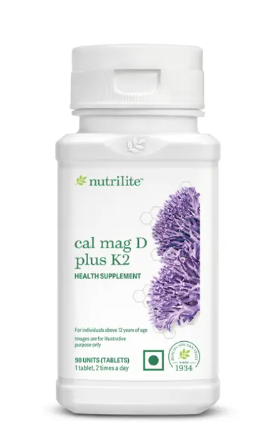 nutrilite™
cal mag D
plus K2
HEALTH SUPPLEMENT
For individuals above 12 years of age
Images are for illustrative
purpose only
90 UNITS (TABLETS)
1 tablet, 2 times a day
1934